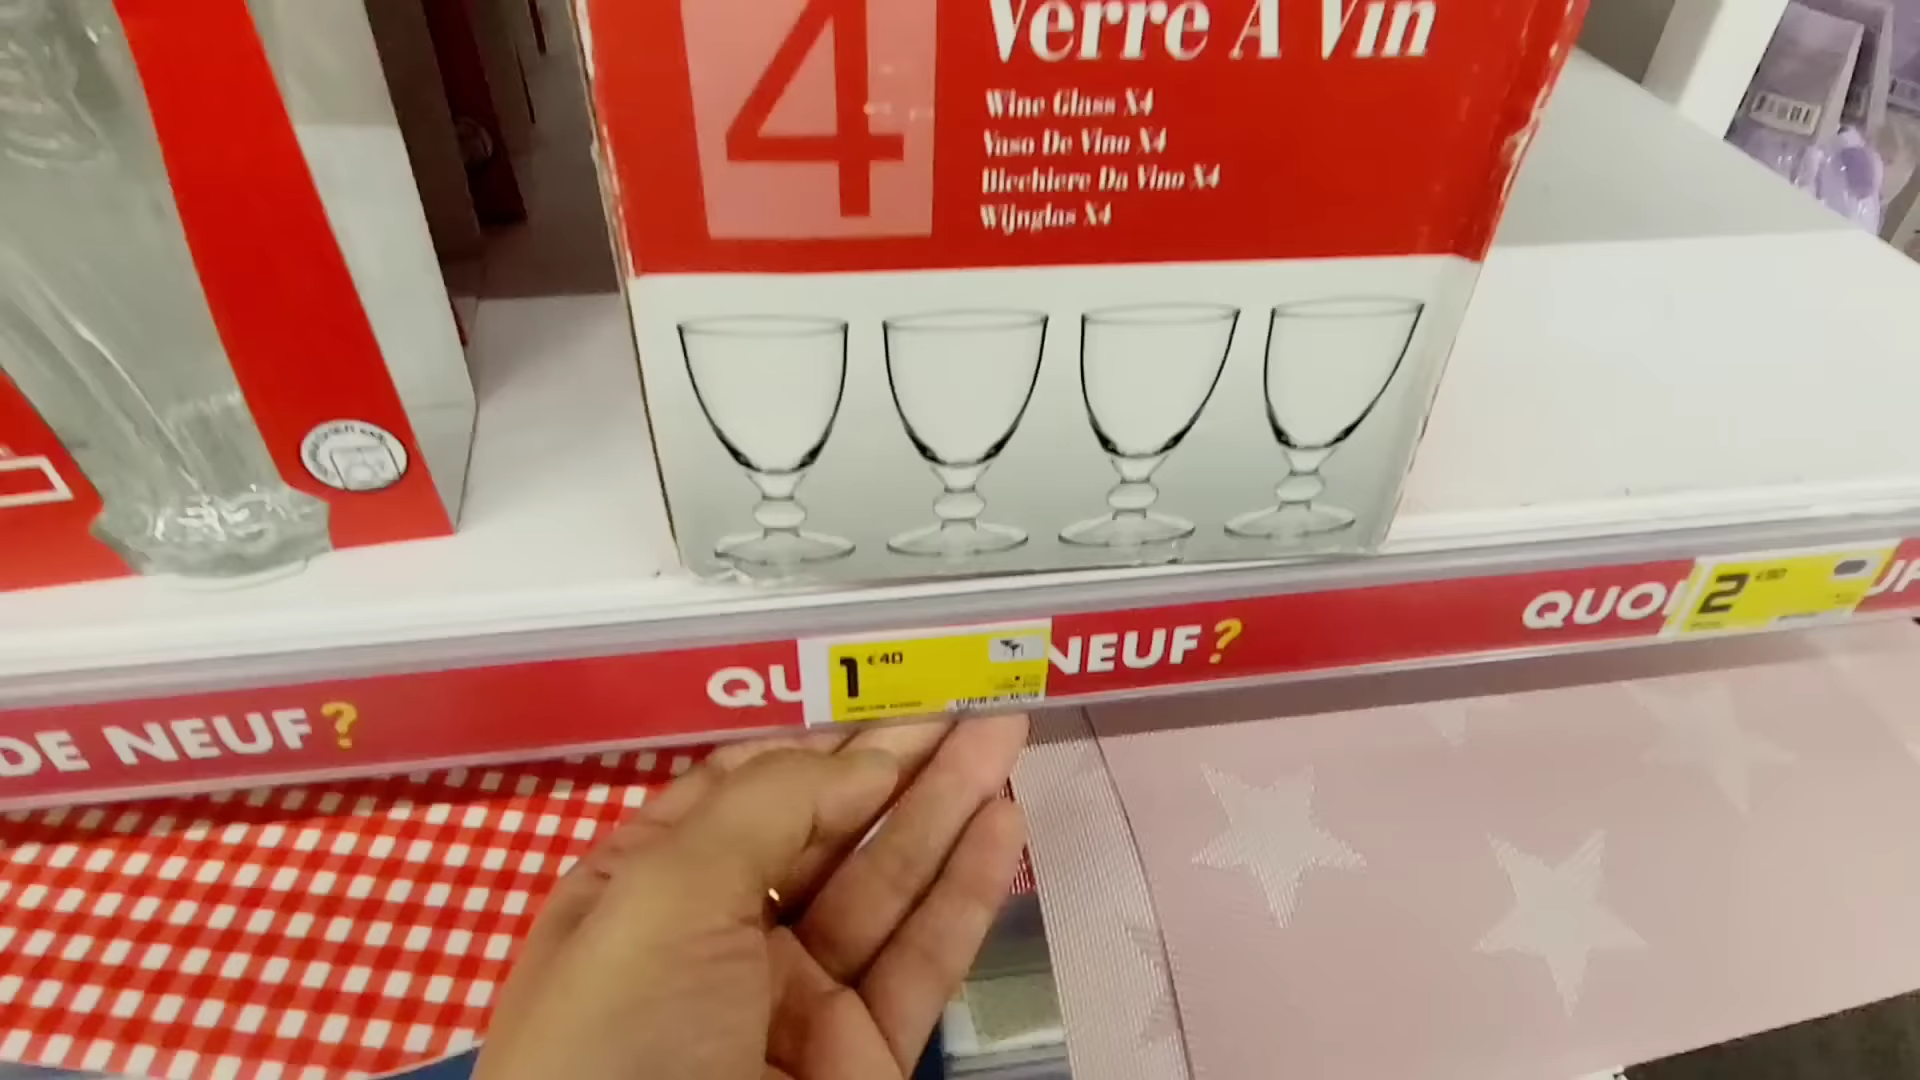 4
Verre A Vin
Wine Glass X4
Vaso De Vino X4
Bicchiere Da Vino X4
Wijnglas X4
DE NEUF?
QU
1 €40
NEUF?
QUOI
2 €80